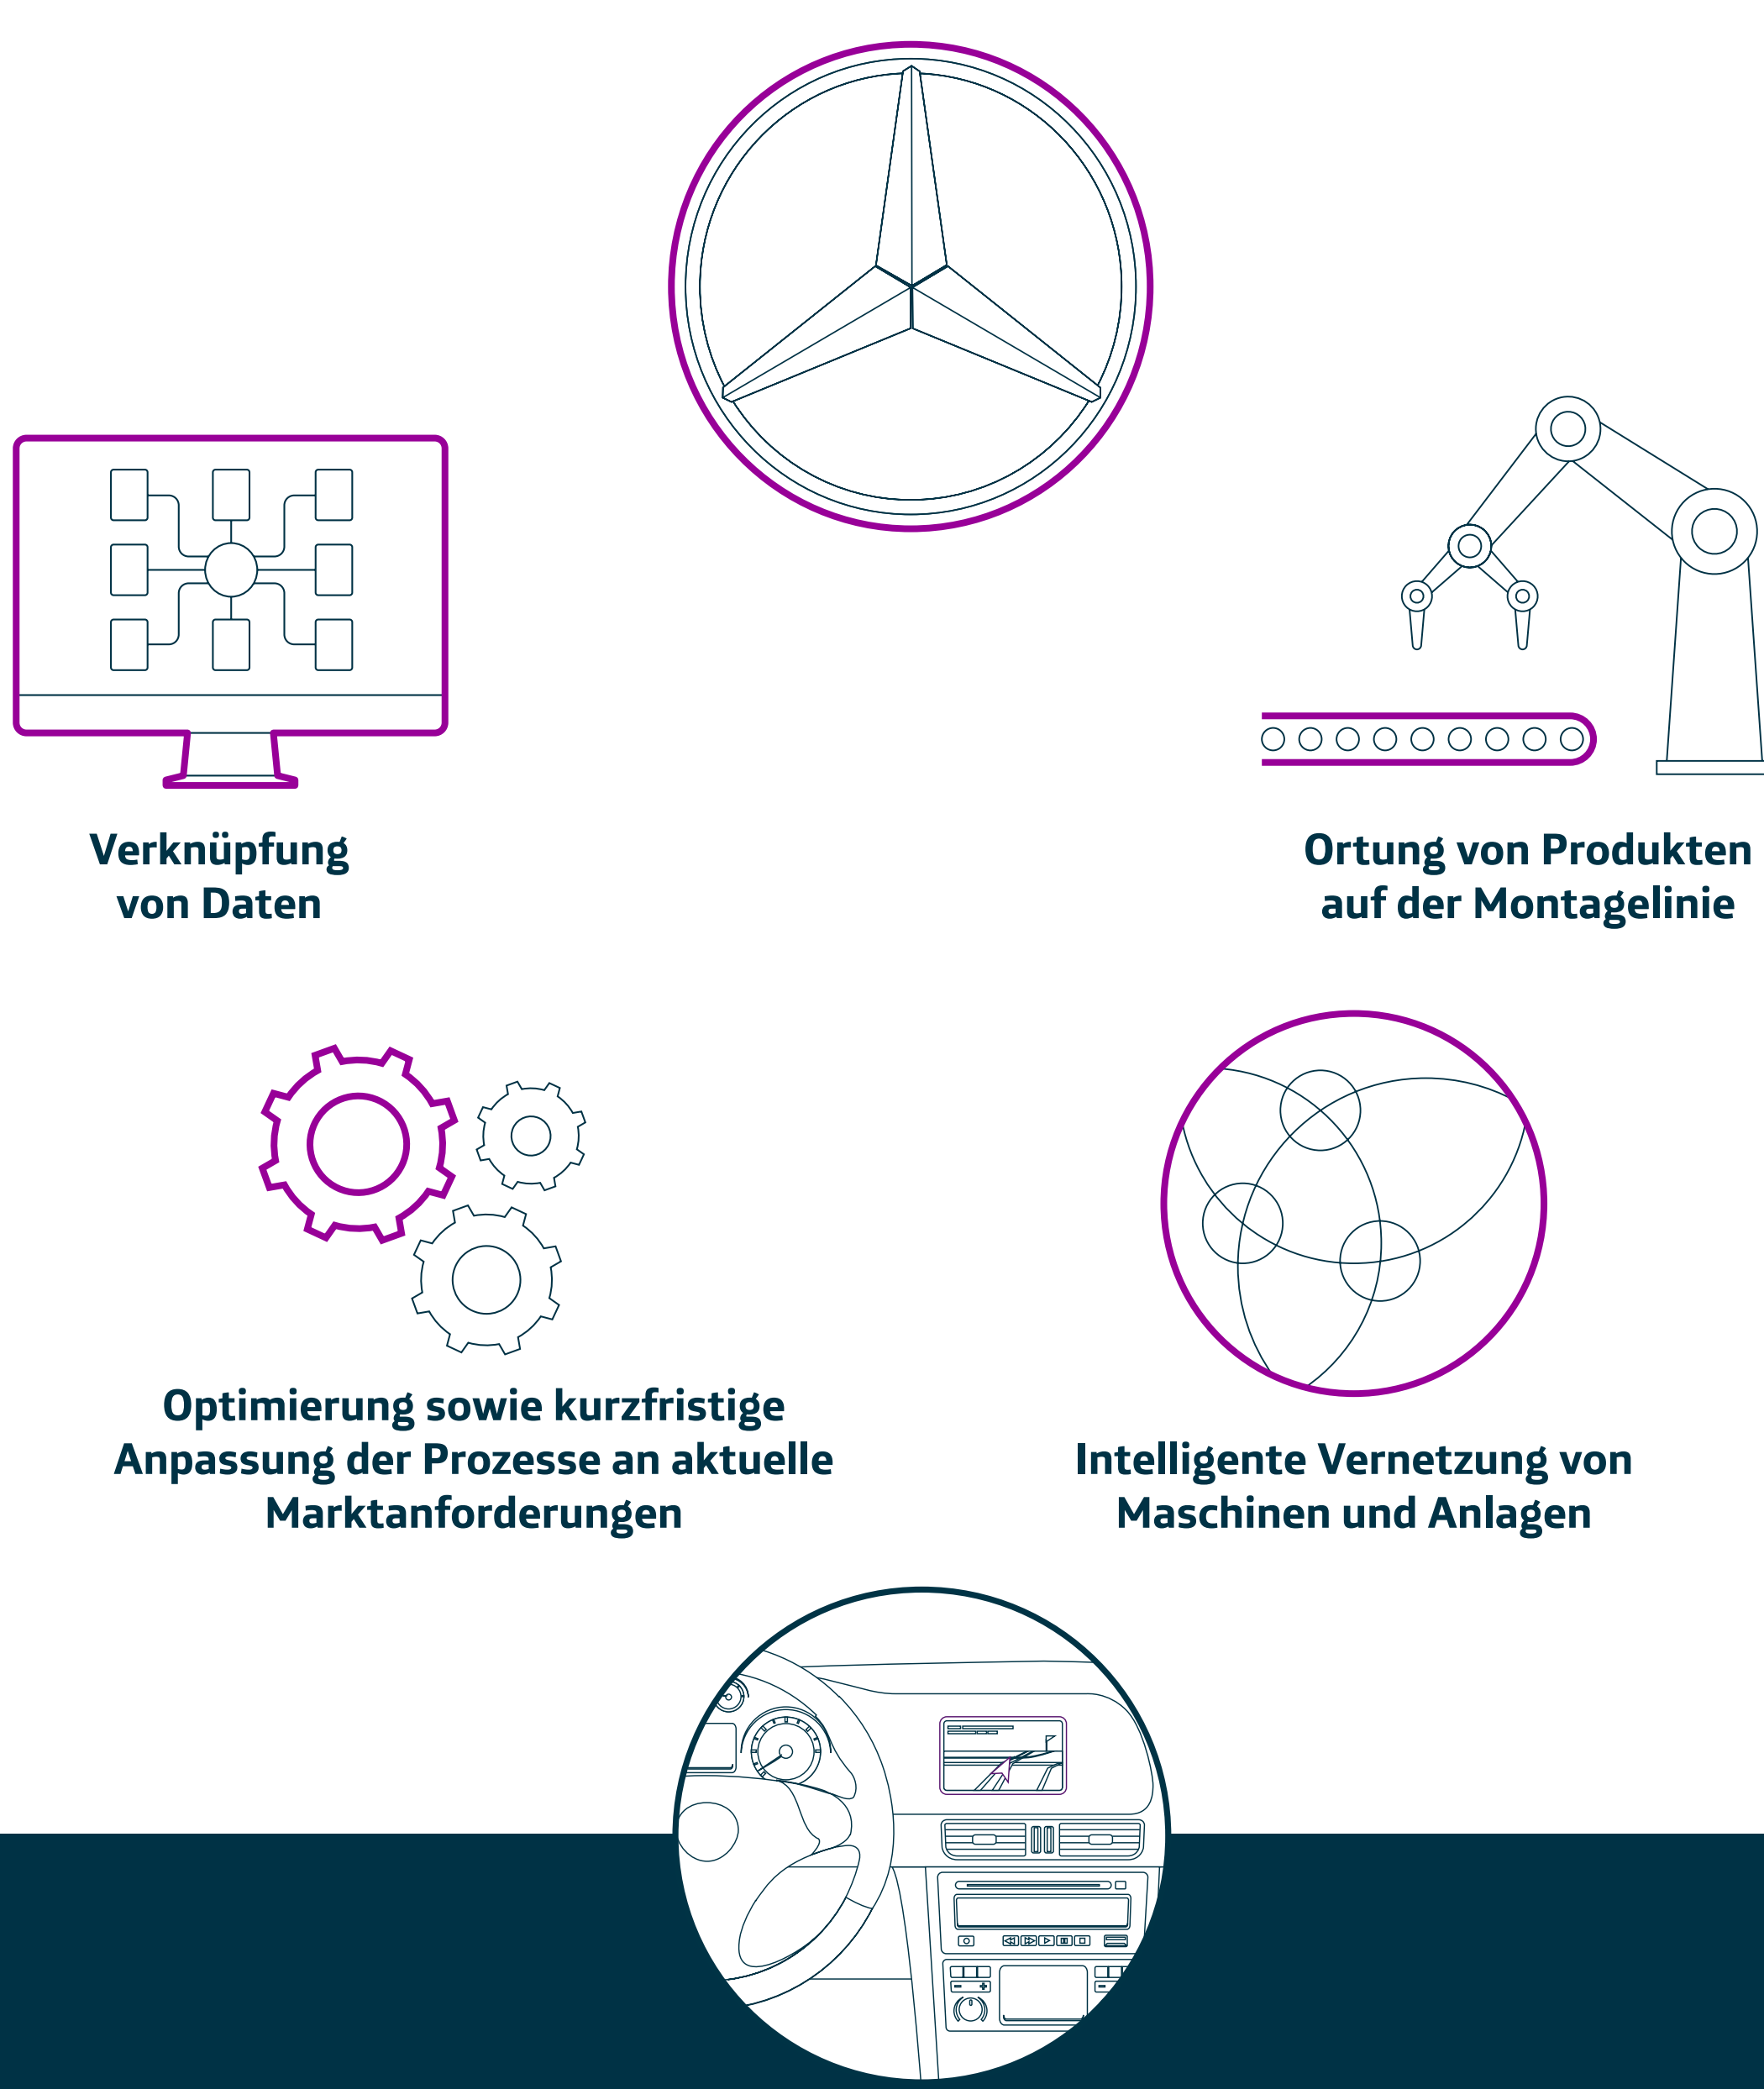 Verknüpfung
von Daten
Ortung von Produkten
auf der Montagelinie
Optimierung sowie kurzfristige
Anpassung der Prozesse an aktuelle
Marktanforderungen
Intelligente Vernetzung von
Maschinen und Anlagen